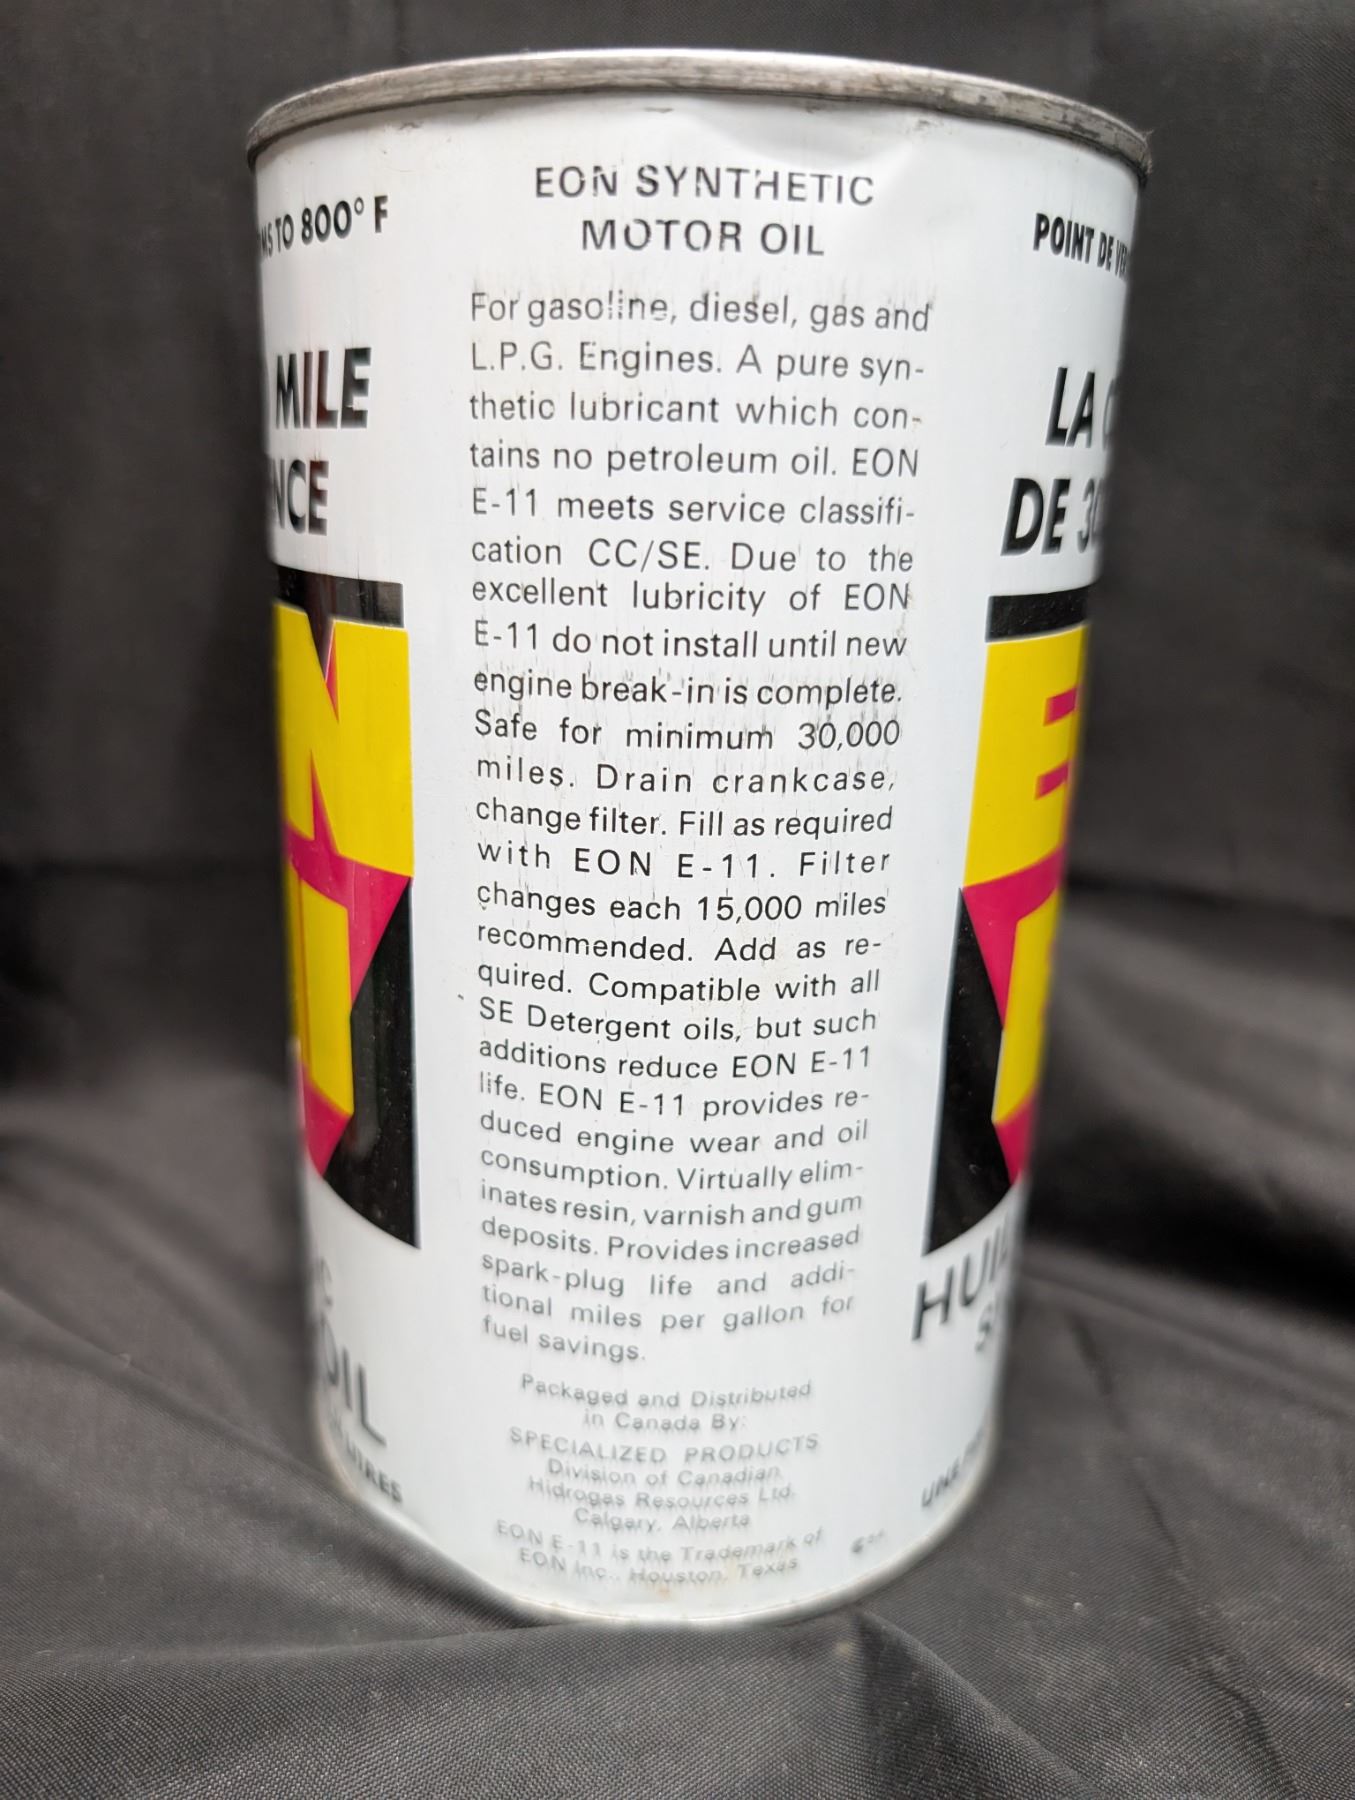 TO 800° F
MILE
EON SYNTHETIC
MOTOR OIL
For gasoline, diesel, gas and
L.P.G. Engines. A pure syn-
thetic lubricant which con-
tains no petroleum oil. EON
E-11 meets service classifi-
cation CC/SE. Due to the
excellent lubricity of EON
E-11 do not install until new
engine break-in is complete.
Safe for minimum 30,000
miles. Drain crankcase,
change filter. Fill as required
with EON E-11. Filter
changes each 15,000 miles
recommended. Add as re-
quired. Compatible with all
SE Detergent oils, but such
additions reduce EON E-11
life. EON E-11 provides re-
duced engine wear and oil
consumption. Virtually elim-
inates resin, varnish and gum
deposits. Provides increased
spark-plug life and addi-
tional miles per gallon for
fuel savings.
Packaged and Distributed
in Canada By:
SPECIALIZED PRODUCTS
Division of Canadian
Hidrogas Resources Ltd.
Calgary, Alberta
EON E-11 is the Trademark of
EON Inc., Houston, Texas
POINT DE
LA
DE